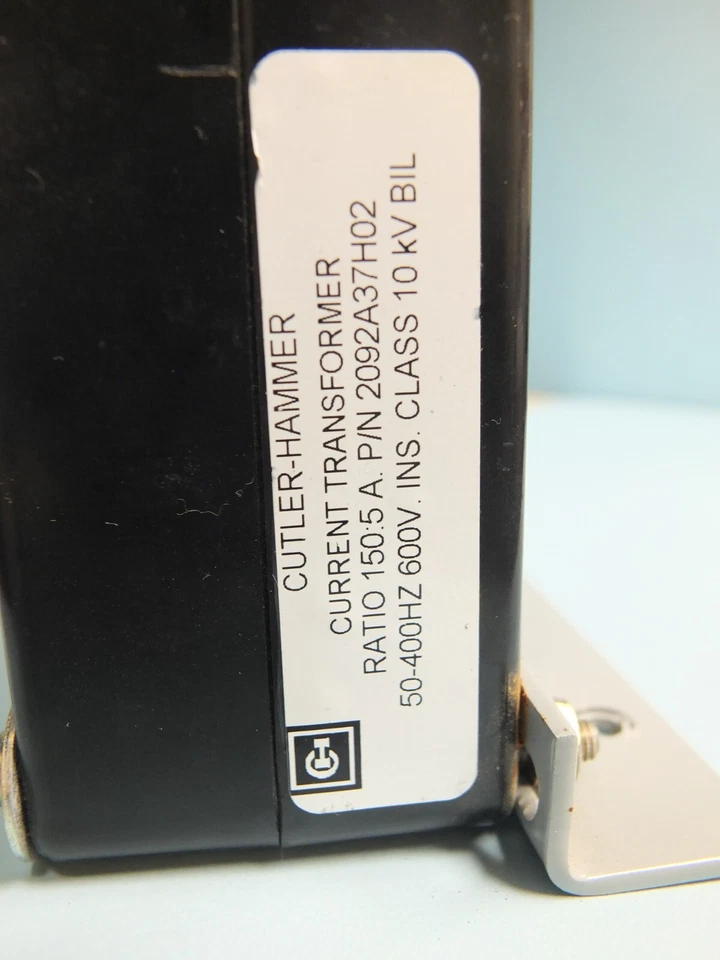 CUTLER-HAMMER
CURRENT TRANSFORMER
RATIO 150:5 A. P/N 2092A37H02
50-400HZ 600V. INS. CLASS 10 kV BIL